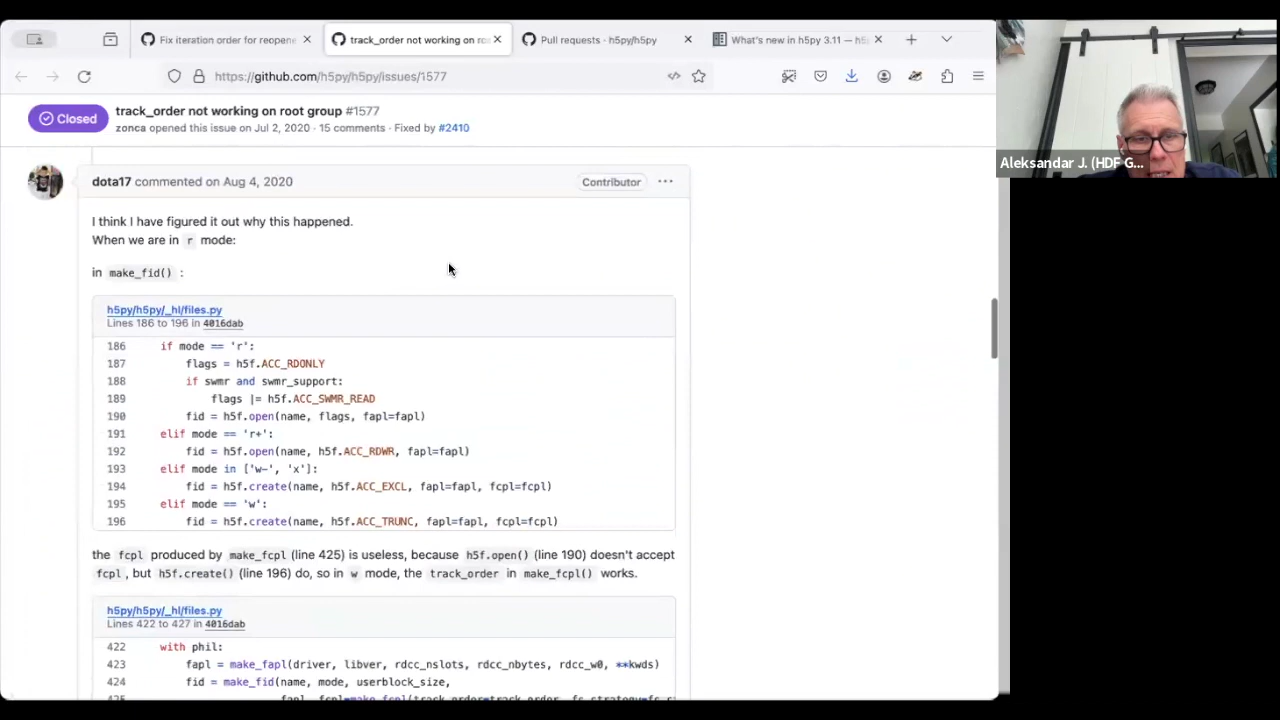 Fix iteration order for reopene
track_order not working on roo
Pull requests · h5py/h5py
What's new in h5py 3.11 — h5
https://github.com/h5py/h5py/issues/1577
Closed
track_order not working on root group #1577
zonca opened this issue on Jul 2, 2020 · 15 comments · Fixed by #2410
dota17 commented on Aug 4, 2020
Contributor
I think I have figured it out why this happened.
When we are in r mode:
in make_fid() :
h5py/h5py/_hl/files.py
Lines 186 to 196 in 4016dab
186 if mode == 'r':
187 flags = h5f.ACC_RDONLY
188 if swmr and swmr_support:
189 flags |= h5f.ACC_SWMR_READ
190 fid = h5f.open(name, flags, fapl=fapl)
191 elif mode == 'r+':
192 fid = h5f.open(name, h5f.ACC_RDWR, fapl=fapl)
193 elif mode in ['w-', 'x']:
194 fid = h5f.create(name, h5f.ACC_EXCL, fapl=fapl, fcpl=fcpl)
195 elif mode == 'w':
196 fid = h5f.create(name, h5f.ACC_TRUNC, fapl=fapl, fcpl=fcpl)
the fcpl produced by make_fcpl (line 425) is useless, because h5f.open() (line 190) doesn't accept
fcpl , but h5f.create() (line 196) do, so in w mode, the track_order in make_fcpl() works.
h5py/h5py/_hl/files.py
Lines 422 to 427 in 4016dab
422 with phil:
423 fapl = make_fapl(driver, libver, rdcc_nslots, rdcc_nbytes, rdcc_w0, **kwds)
424 fid = make_fid(name, mode, userblock_size,
Aleksandar J. (HDF G...